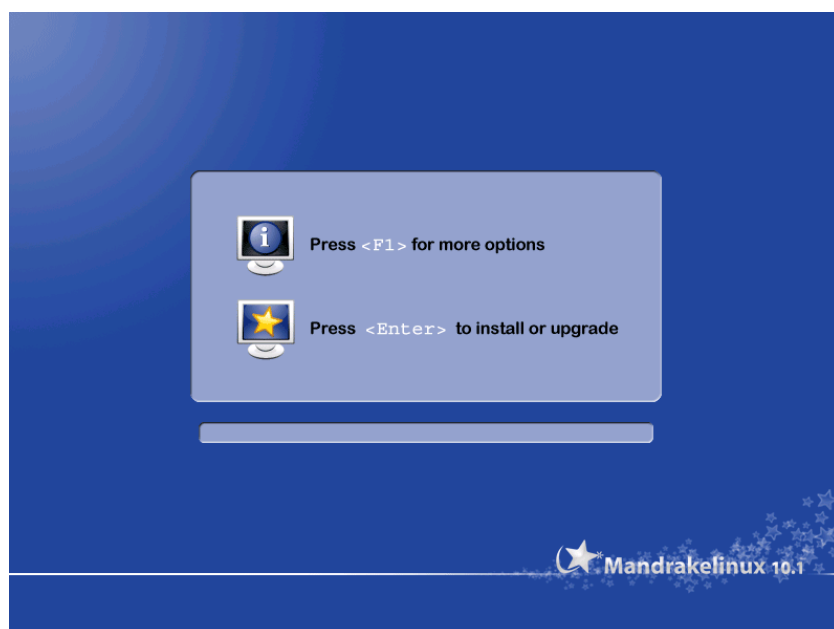 i
Press <F1> for more options
Press <Enter> to install or upgrade
Mandrakelinux 10.1